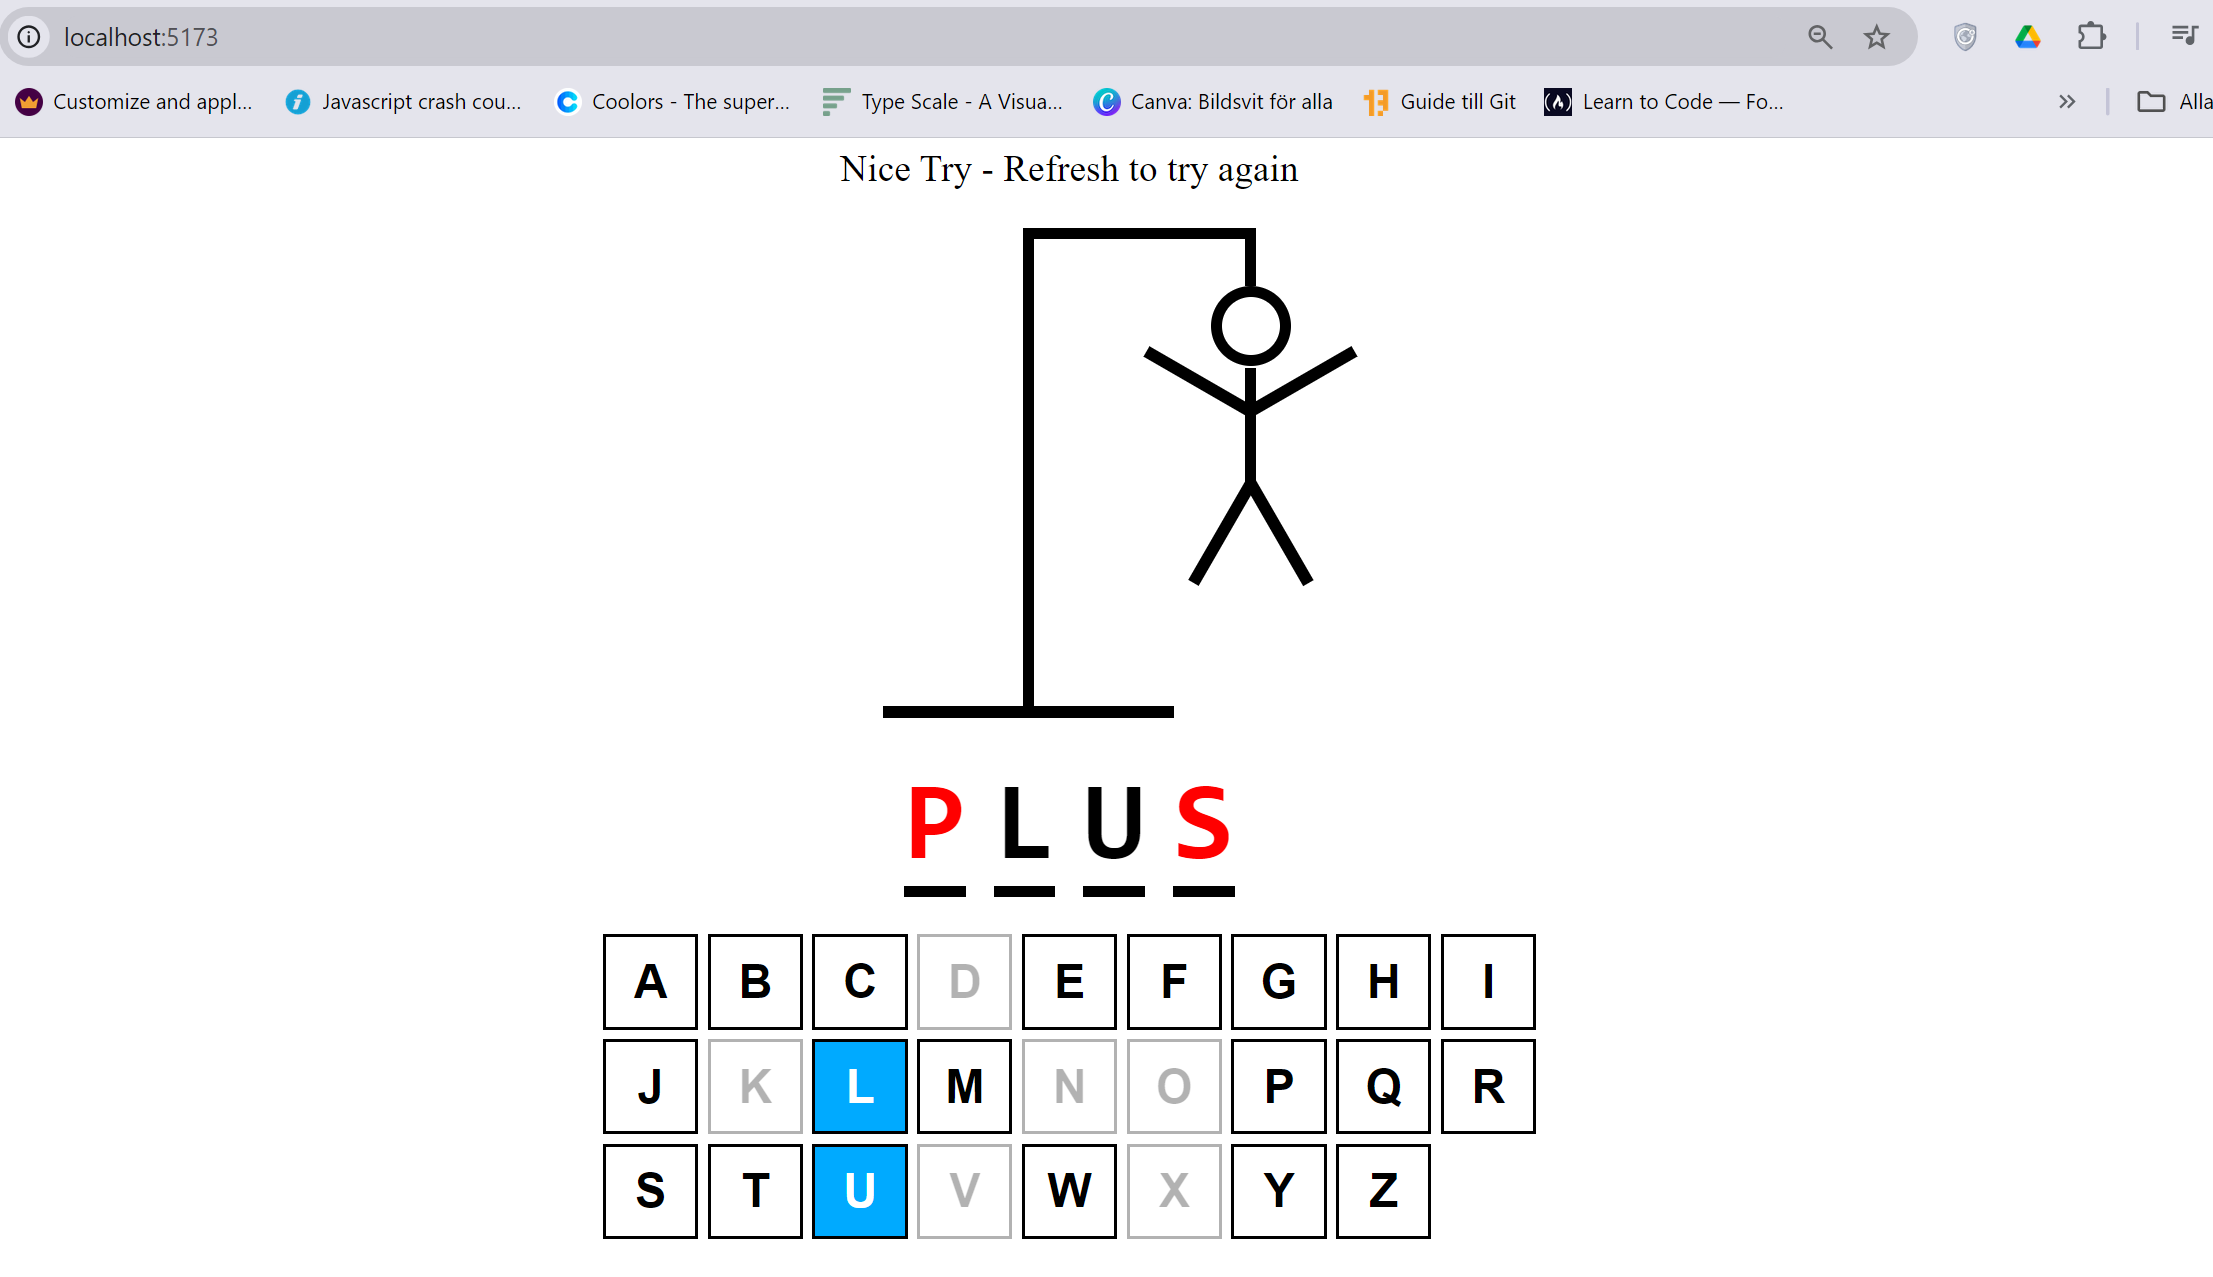 localhost:5173
Customize and appl... Javascript crash cou... Coolors - The super... Type Scale - A Visua... Canva: Bildsvit för alla Guide till Git Learn to Code — Fo... Alla
Nice Try - Refresh to try again
P L U S
A B C D E F G H I
J K L M N O P Q R
S T U V W X Y Z